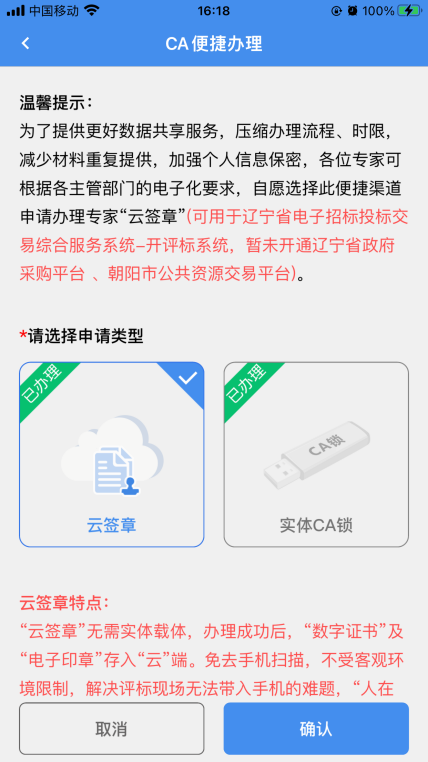 中国移动 16:18 100%
CA便捷办理
温馨提示：
为了提供更好数据共享服务，压缩办理流程、时限，
减少材料重复提供，加强个人信息保密，各位专家可
根据各主管部门的电子化要求，自愿选择此便捷渠道
申请办理专家“云签章”(可用于辽宁省电子招标投标交
易综合服务系统-开评标系统，暂未开通辽宁省政府
采购平台 、朝阳市公共资源交易平台)。
*请选择申请类型
已办理
云签章
已办理
CA锁
实体CA锁
云签章特点：
“云签章”无需实体载体，办理成功后，“数字证书”及
“电子印章”存入“云”端。免去手机扫描，不受客观环
境限制，解决评标现场无法带入手机的难题，“人在
取消
确认